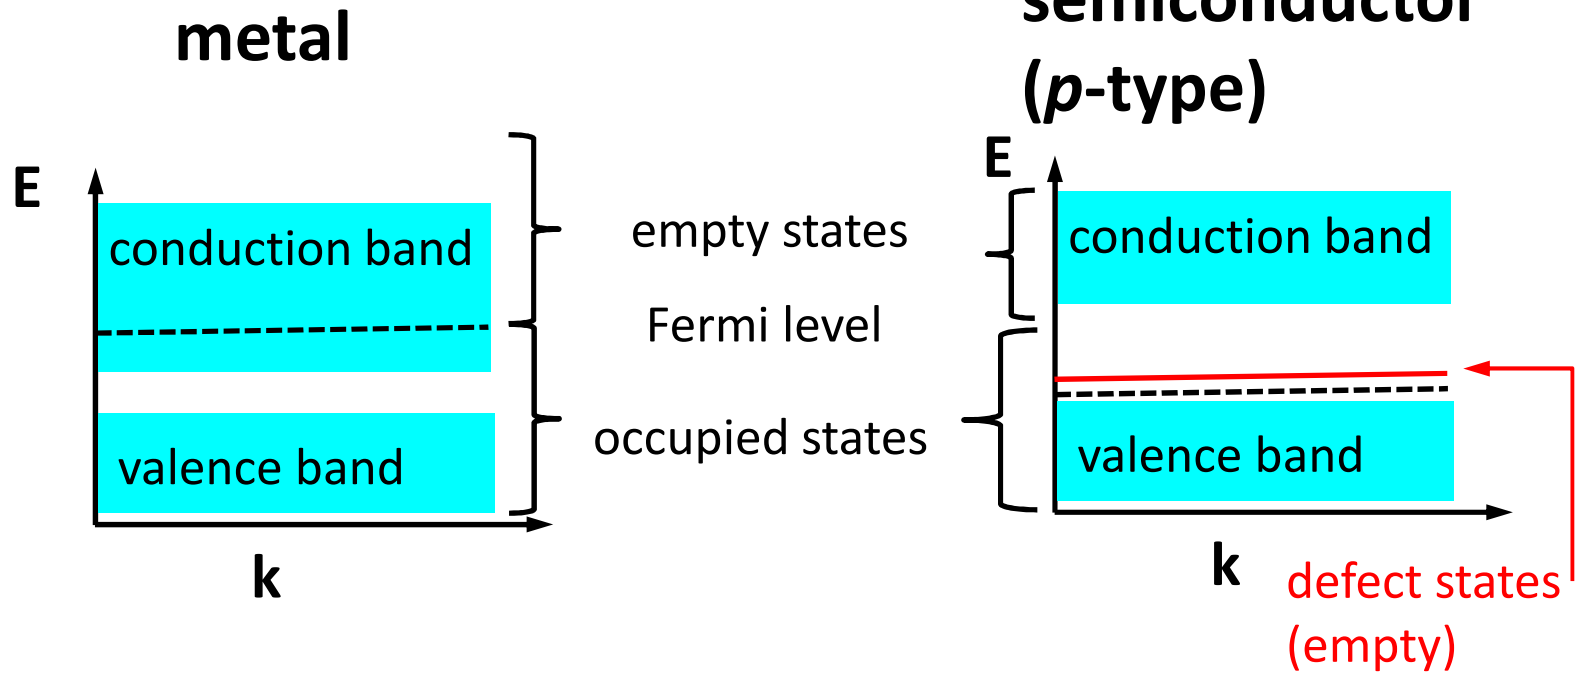 metal
semiconductor
(p-type)
E
conduction band
valence band
k
empty states
Fermi level
occupied states
E
conduction band
valence band
k
defect states
(empty)